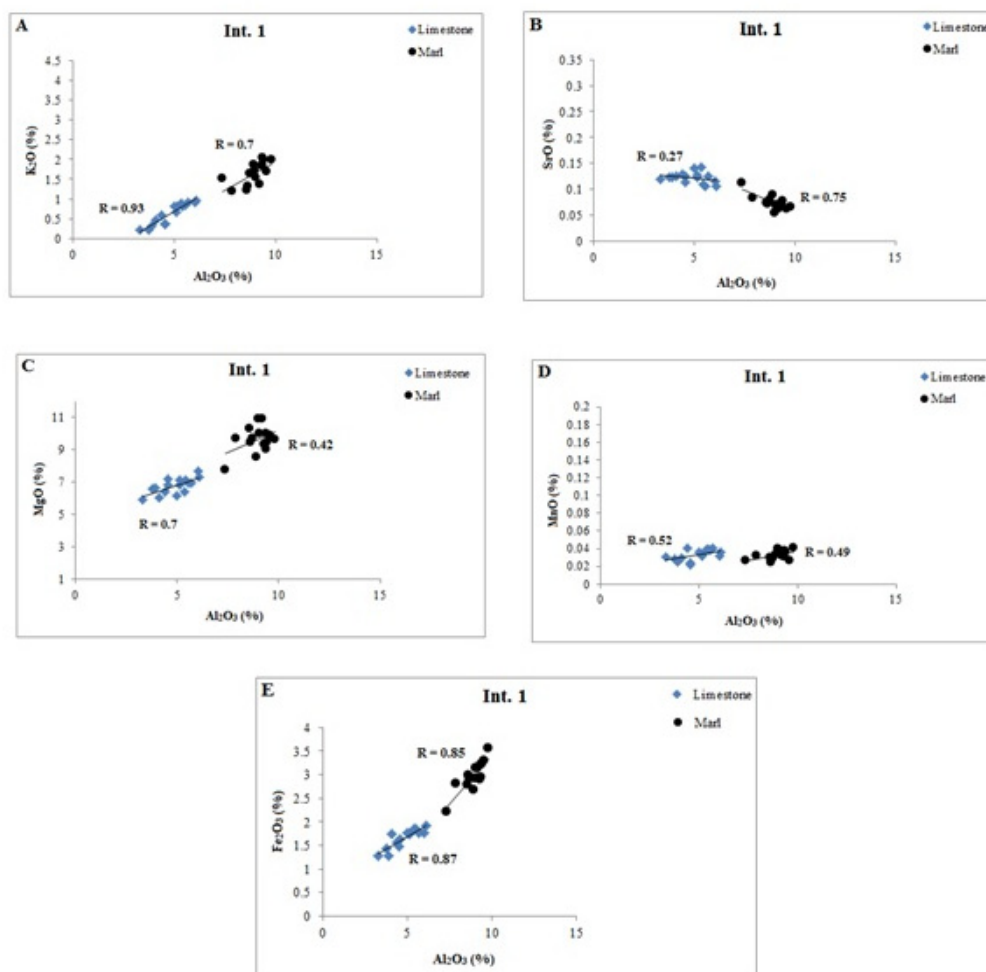 A
Int. 1
Limestone
Marl
4.5
4
3.5
3
2.5
2
1.5
1
0.5
0
K₂O (%)
R = 0.7
R = 0.93
0 5 10 15
Al₂O₃ (%)
B
Int. 1
Limestone
Marl
0.35
0.3
0.25
0.2
0.15
0.1
0.05
0
SrO (%)
R = 0.27
R = 0.75
0 5 10 15
Al₂O₃ (%)
C
Int. 1
Limestone
Marl
11
9
7
5
3
1
MgO (%)
R = 0.42
R = 0.7
0 5 10 15
Al₂O₃ (%)
D
Int. 1
Limestone
Marl
0.2
0.18
0.16
0.14
0.12
0.1
0.08
0.06
0.04
0.02
0
MnO (%)
R = 0.52
R = 0.49
0 5 10 15
Al₂O₃ (%)
E
Int. 1
Limestone
Marl
4
3.5
3
2.5
2
1.5
1
0.5
0
Fe₂O₃ (%)
R = 0.85
R = 0.87
0 5 10 15
Al₂O₃ (%)